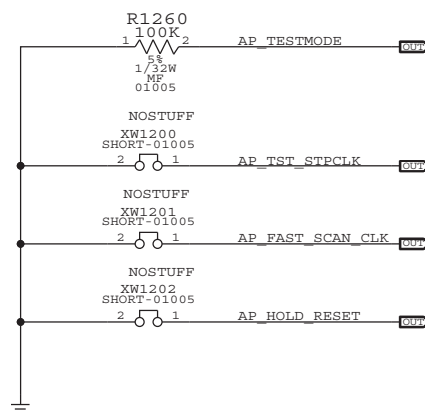 R1260
100K
1 2 AP_TESTMODE OUT
5%
1/32W
MF
01005
NOSTUFF
XW1200
SHORT-01005
2 1 AP_TST_STPCLK OUT
NOSTUFF
XW1201
SHORT-01005
2 1 AP_FAST_SCAN_CLK OUT
NOSTUFF
XW1202
SHORT-01005
2 1 AP_HOLD_RESET OUT